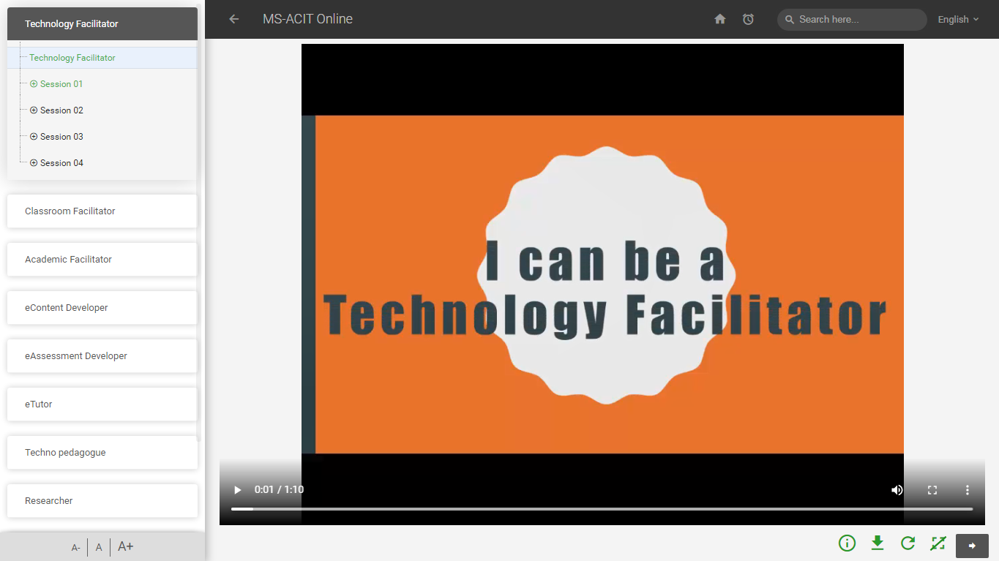 Technology Facilitator
Technology Facilitator
Session 01
Session 02
Session 03
Session 04
Classroom Facilitator
Academic Facilitator
eContent Developer
eAssessment Developer
eTutor
Techno pedagogue
Researcher
A- A A+
MS-ACIT Online
Search here...
English
I can be a
Technology Facilitator
0:01 / 1:10